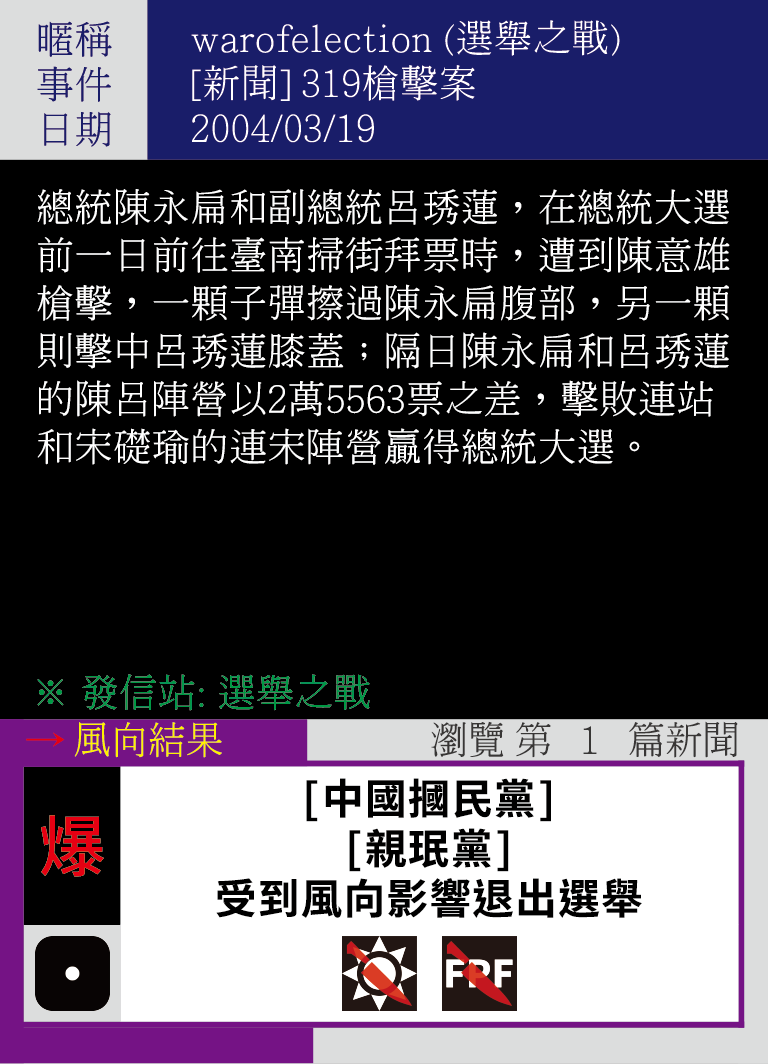 暱稱 warofelection (選舉之戰)
事件 [新聞] 319槍擊案
日期 2004/03/19
總統陳永扁和副總統呂琇蓮，在總統大選
前一日前往臺南掃街拜票時，遭到陳意雄
槍擊，一顆子彈擦過陳永扁腹部，另一顆
則擊中呂琇蓮膝蓋；隔日陳永扁和呂琇蓮
的陳呂陣營以2萬5563票之差，擊敗連站
和宋礎瑜的連宋陣營贏得總統大選。
※ 發信站: 選舉之戰
→ 風向結果 瀏覽 第 1 篇新聞
爆
[中國摑民黨]
[親珉黨]
受到風向影響退出選舉
FPF